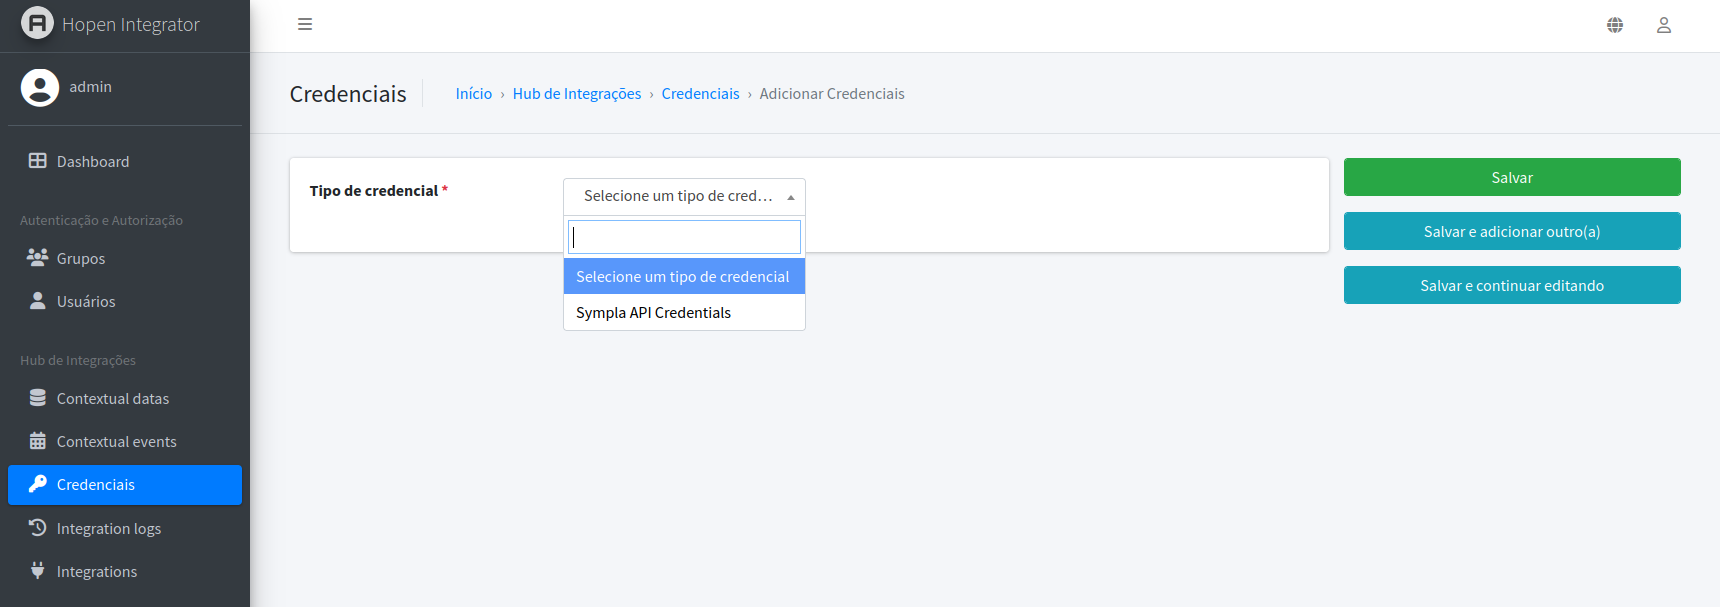 Hopen Integrator
admin
Dashboard
Autenticação e Autorização
Grupos
Usuários
Hub de Integrações
Contextual datas
Contextual events
Credenciais
Integration logs
Integrations
Credenciais
Início › Hub de Integrações › Credenciais › Adicionar Credenciais
Tipo de credencial *
Selecione um tipo de cred...
Selecione um tipo de credencial
Sympla API Credentials
Salvar
Salvar e adicionar outro(a)
Salvar e continuar editando